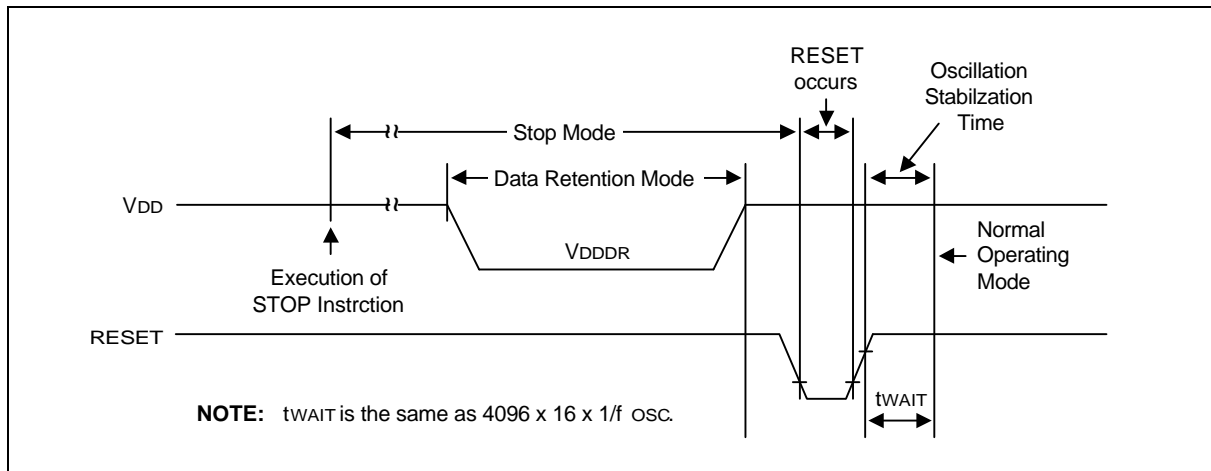 RESET
occurs
Oscillation
Stabilzation
Time
Stop Mode
Data Retention Mode
VDD
VDDDR
Normal
Operating
Mode
Execution of
STOP Instrction
RESET
tWAIT
NOTE: tWAIT is the same as 4096 x 16 x 1/f OSC.